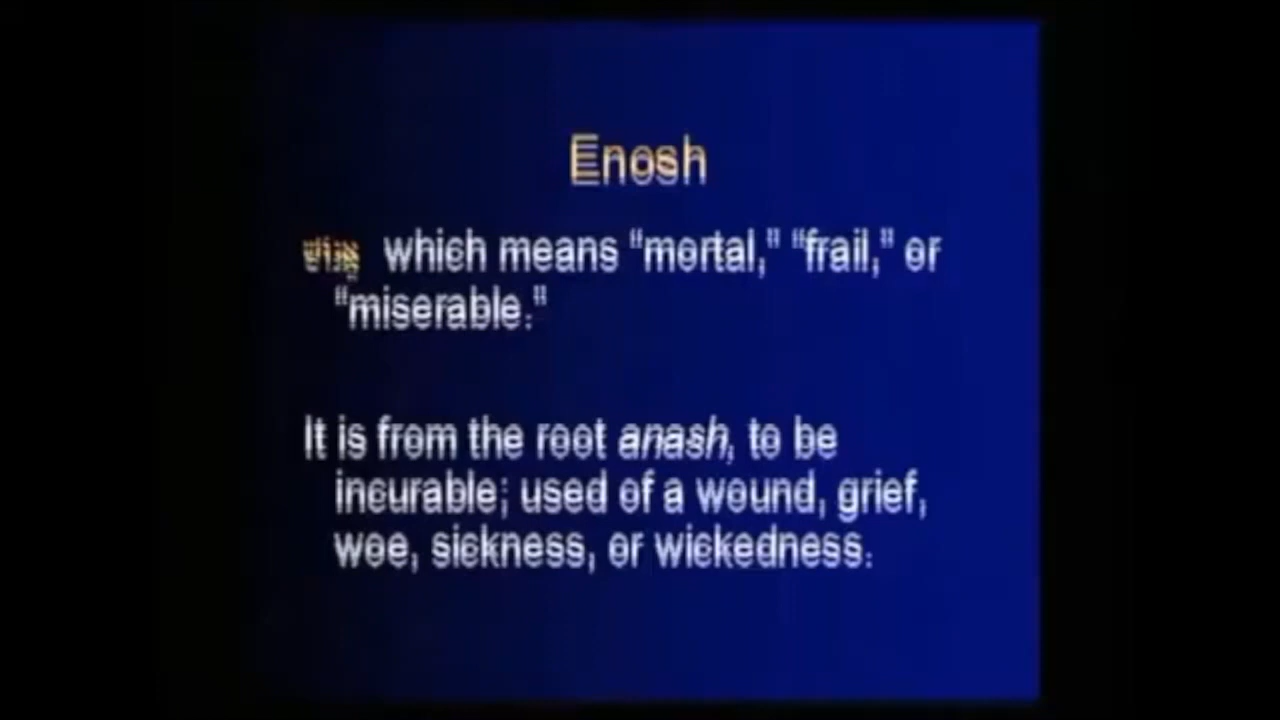 Enosh
which means “mortal,” “frail,” or
“miserable.”
It is from the root anash, to be
incurable; used of a wound, grief,
woe, sickness, or wickedness.